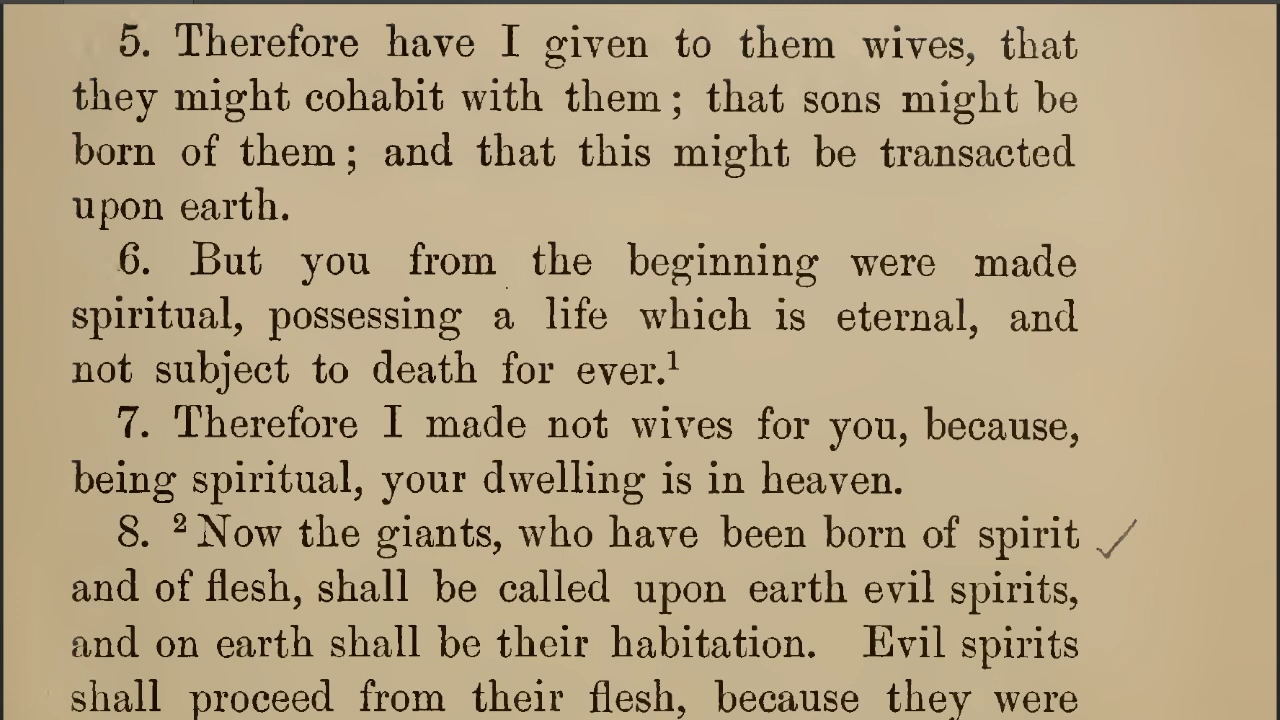 5. Therefore have I given to them wives, that
they might cohabit with them; that sons might be
born of them; and that this might be transacted
upon earth.
6. But you from the beginning were made
spiritual, possessing a life which is eternal, and
not subject to death for ever.¹
7. Therefore I made not wives for you, because,
being spiritual, your dwelling is in heaven.
8. ² Now the giants, who have been born of spirit
and of flesh, shall be called upon earth evil spirits,
and on earth shall be their habitation. Evil spirits
shall proceed from their flesh, because they were